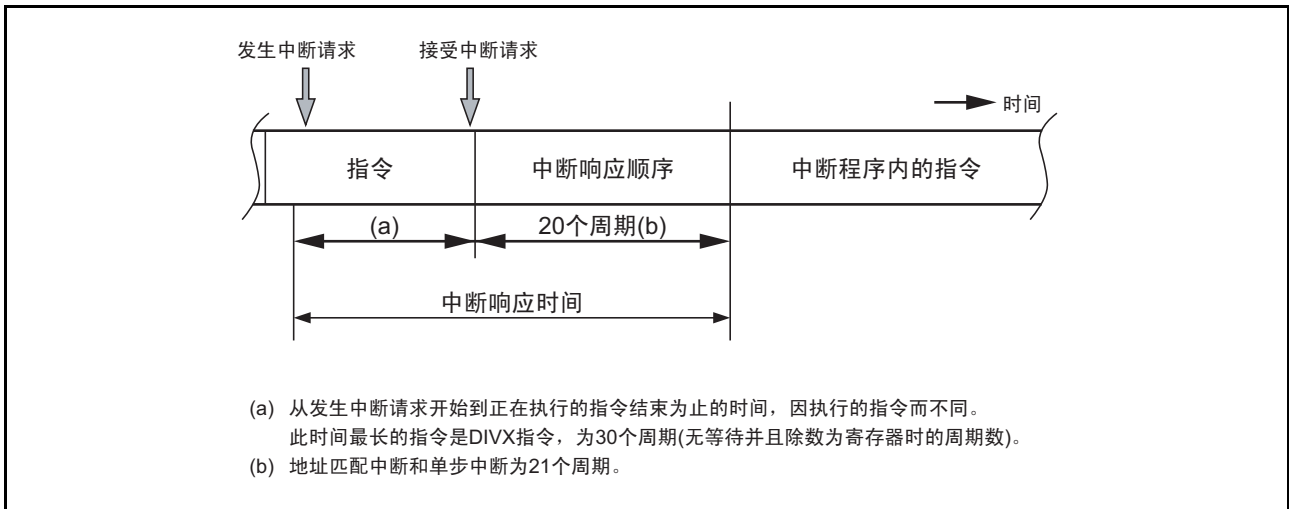 发生中断请求
接受中断请求
时间
指令
中断响应顺序
中断程序内的指令
(a)
20个周期(b)
中断响应时间
(a) 从发生中断请求开始到正在执行的指令结束为止的时间，因执行的指令而不同。
此时间最长的指令是DIVX指令，为30个周期(无等待并且除数为寄存器时的周期数)。
(b) 地址匹配中断和单步中断为21个周期。